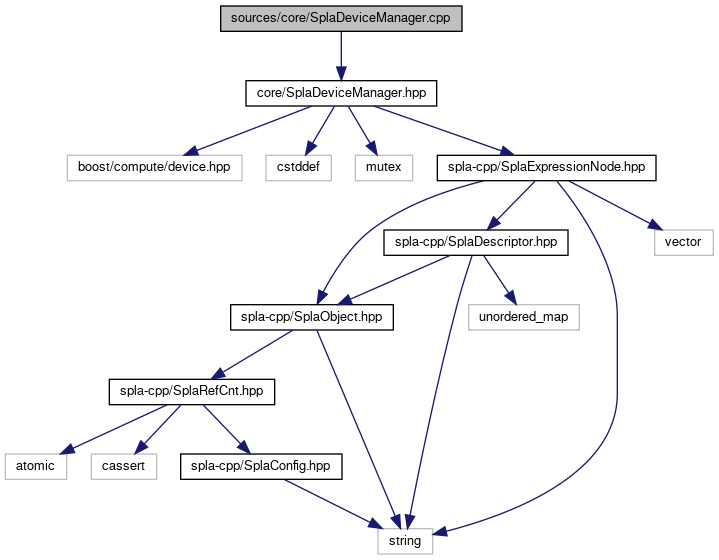 sources/core/SplaDeviceManager.cpp
core/SplaDeviceManager.hpp
boost/compute/device.hpp
cstddef
mutex
spla-cpp/SplaExpressionNode.hpp
spla-cpp/SplaDescriptor.hpp
vector
spla-cpp/SplaObject.hpp
unordered_map
spla-cpp/SplaRefCnt.hpp
atomic
cassert
spla-cpp/SplaConfig.hpp
string